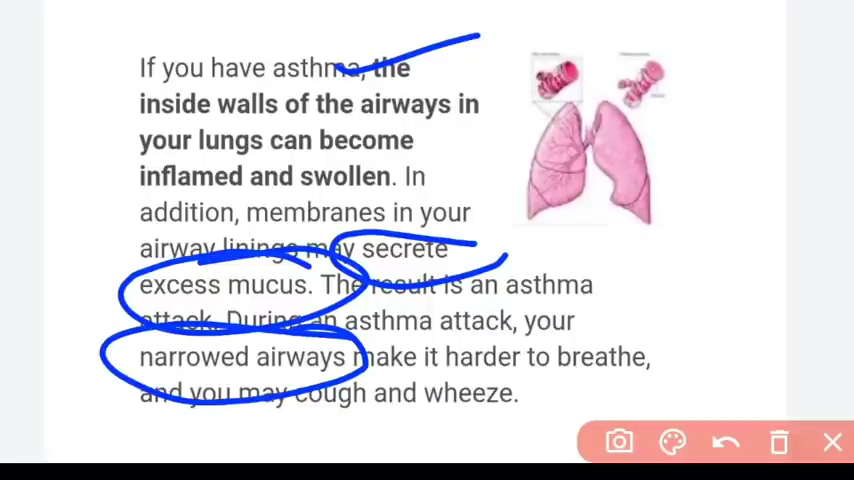 If you have asthma, the
inside walls of the airways in
your lungs can become
inflamed and swollen. In
addition, membranes in your
airway linings may secrete
excess mucus. The result is an asthma
attack. During an asthma attack, your
narrowed airways make it harder to breathe,
and you may cough and wheeze.